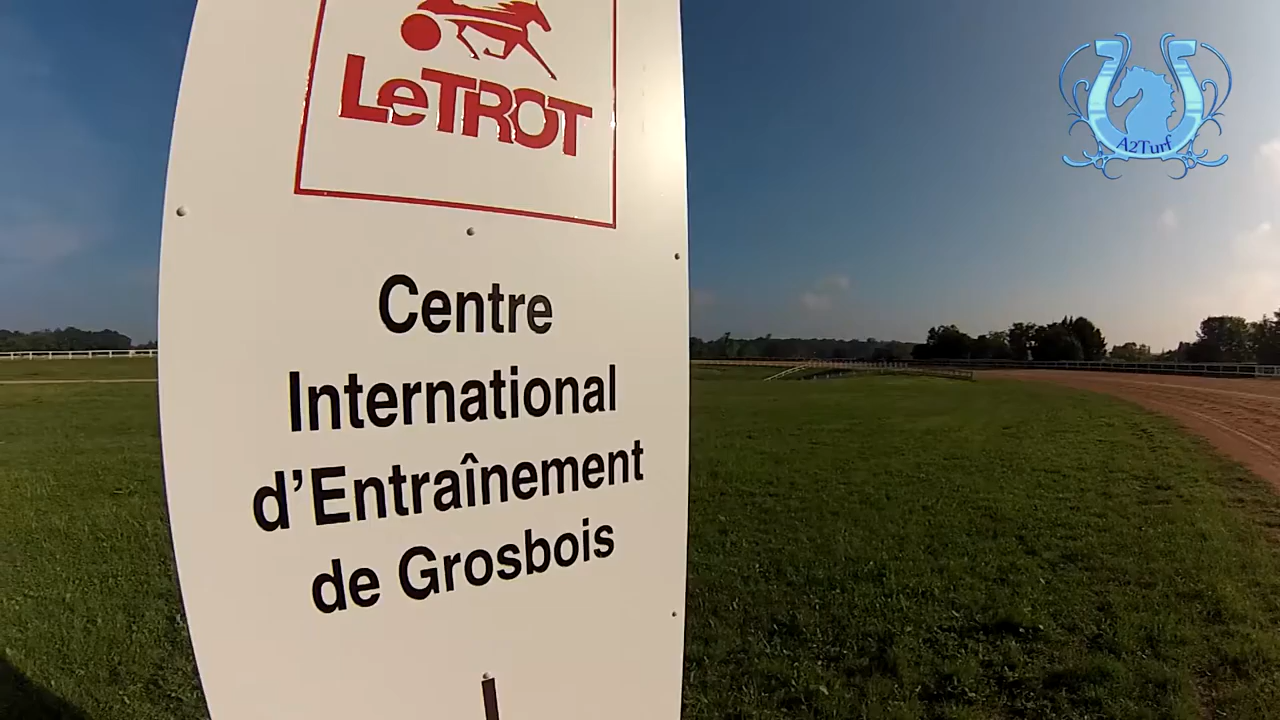 LeTROT
A2Turf
Centre
International
d'Entraînement
de Grosbois